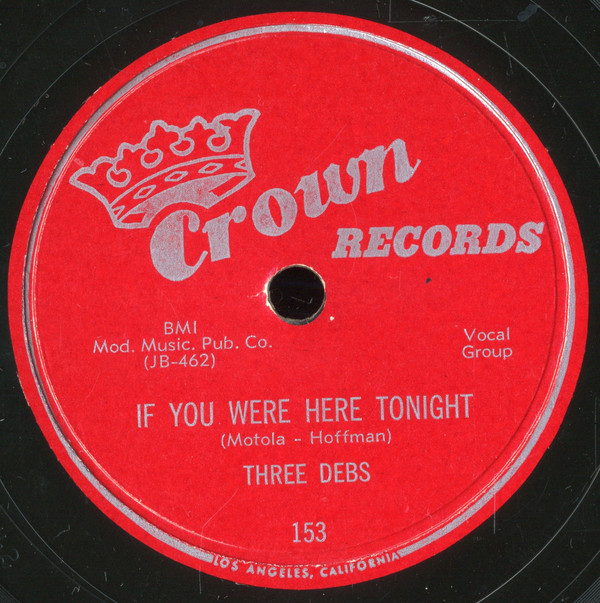 Crown
RECORDS
BMI
Mod. Music. Pub. Co.
(JB-462)
Vocal
Group
IF YOU WERE HERE TONIGHT
(Motola - Hoffman)
THREE DEBS
153
LOS ANGELES, CALIFORNIA